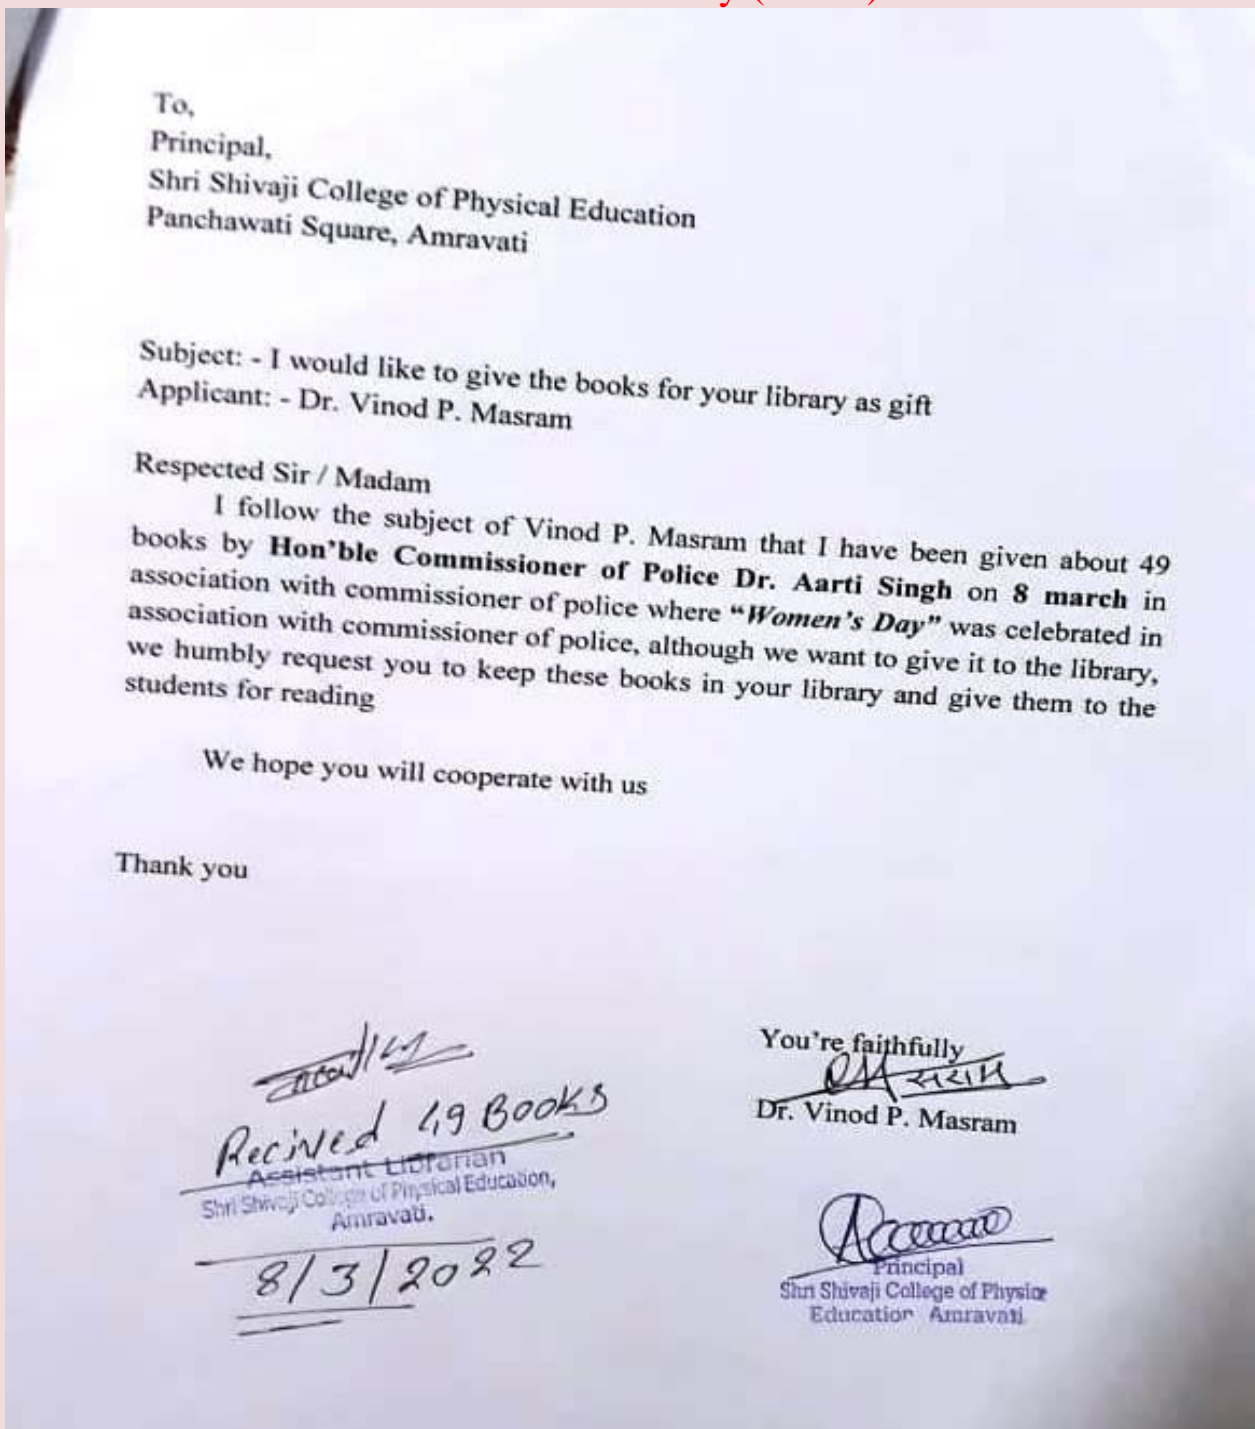 To,
Principal,
Shri Shivaji College of Physical Education
Panchawati Square, Amravati
Subject: - I would like to give the books for your library as gift
Applicant: - Dr. Vinod P. Masram
Respected Sir / Madam
I follow the subject of Vinod P. Masram that I have been given about 49
books by Hon'ble Commissioner of Police Dr. Aarti Singh on 8 march in
association with commissioner of police where "Women's Day" was celebrated in
association with commissioner of police, although we want to give it to the library,
we humbly request you to keep these books in your library and give them to the
students for reading
We hope you will cooperate with us
Thank you
Recived 49 Books
Assistant Librarian
Shri Shivaji College of Physical Education,
Amravati.
8/3/2022
You're faithfully
Dr. Vinod P. Masram
Principal
Shri Shivaji College of Physica
Education Amravati